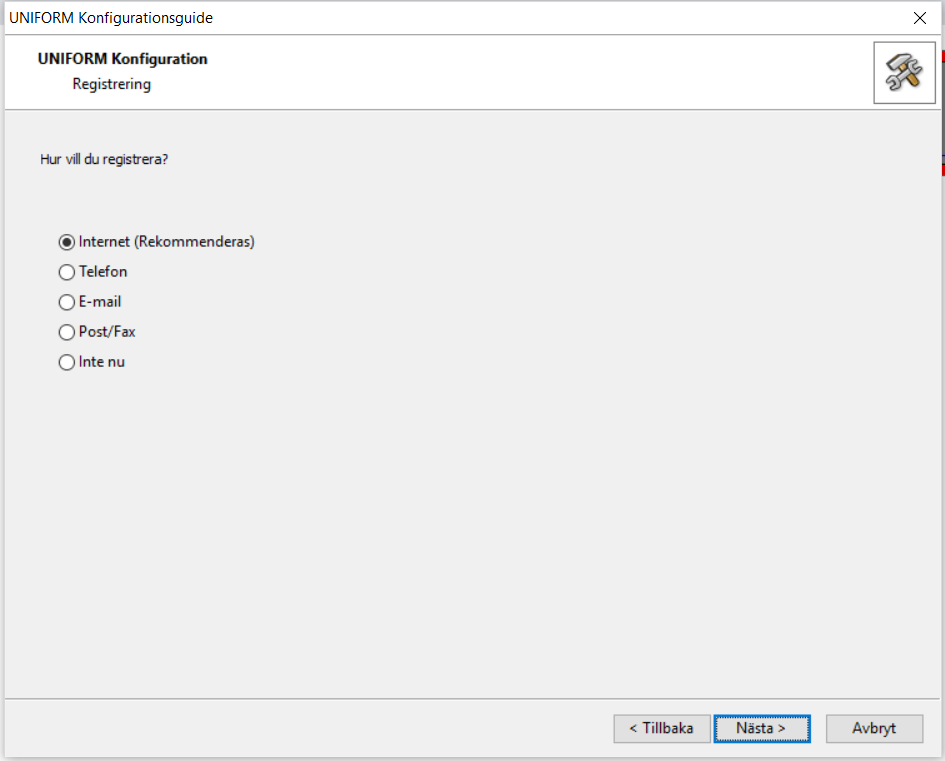 UNIFORM Konfigurationsguide
UNIFORM Konfiguration
Registrering
Hur vill du registrera?
Internet (Rekommenderas)
Telefon
E-mail
Post/Fax
Inte nu
< Tillbaka
Nästa >
Avbryt